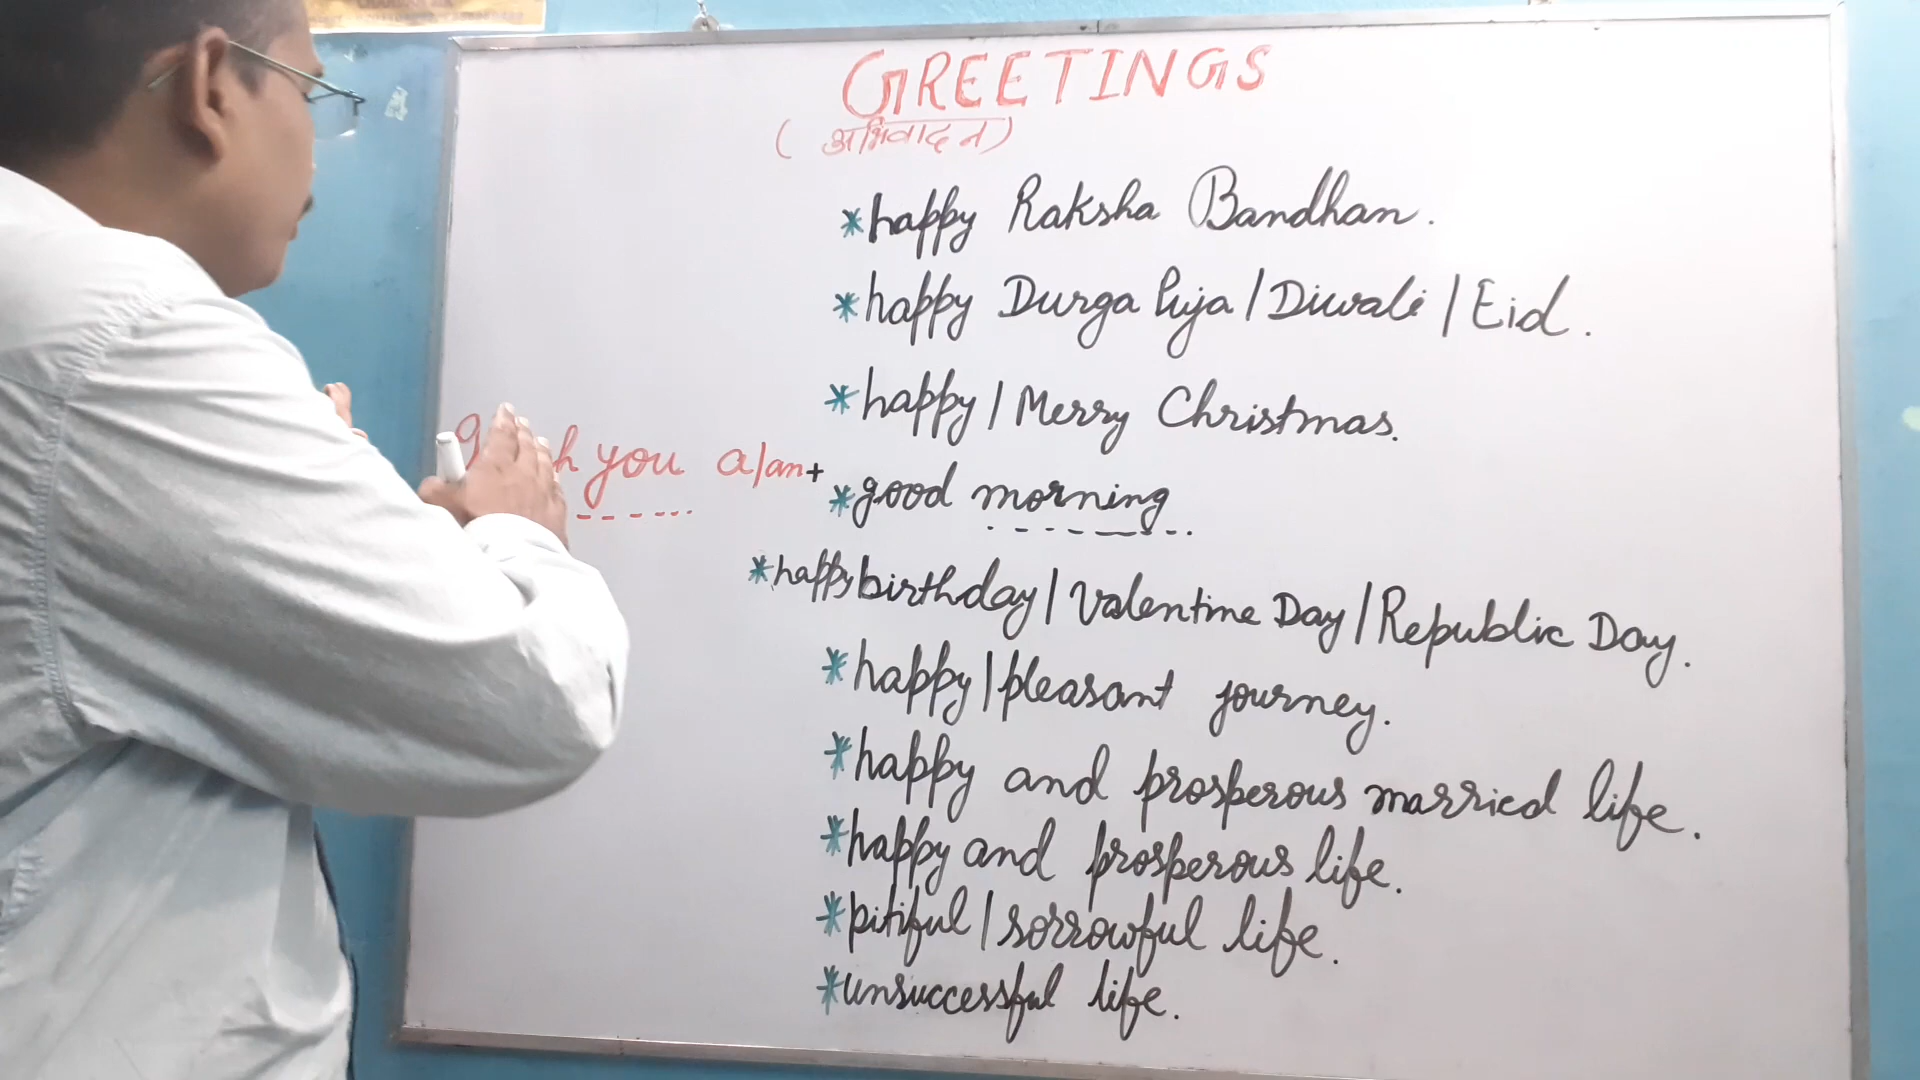 GREETINGS
(अभिवादन)
*happy Raksha Bandhan.
*happy Durga Puja/Diwali/Eid.
*happy/Merry Christmas.
you a/an+
*good morning
*happy birthday/Valentine Day/Republic Day.
*happy/pleasant journey.
*happy and prosperous married life.
*happy and prosperous life.
*pitiful/sorrowful life.
*unsuccessful life.